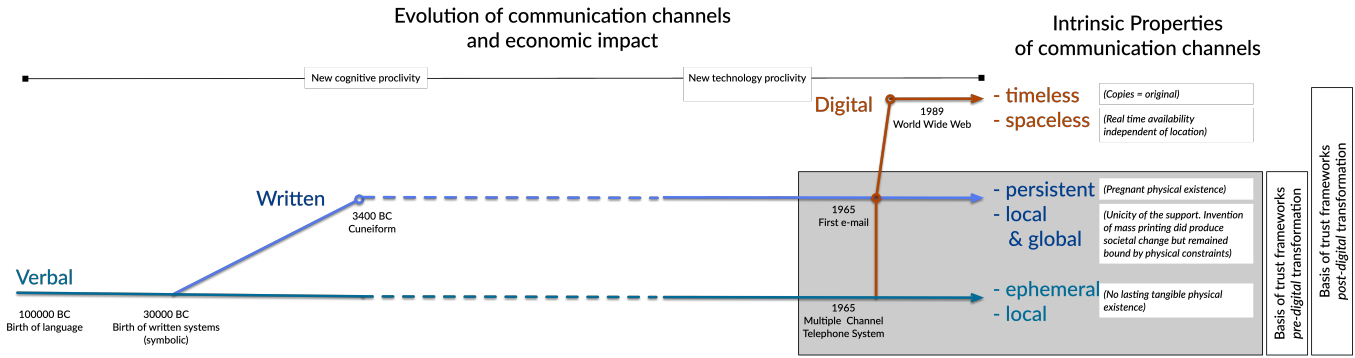 Evolution of communication channels
and economic impact
Intrinsic Properties
of communication channels
New cognitive proclivity
New technology proclivity
Digital
1989
World Wide Web
- timeless
- spaceless
(Copies = original)
(Real time availability
independent of location)
Written
3400 BC
Cuneiform
1965
First e-mail
- persistent
- local
& global
(Pregnant physical existence)
(Unicity of the support. Invention
of mass printing did produce
societal change but remained
bound by physical constraints)
Verbal
100000 BC
Birth of language
30000 BC
Birth of written systems
(symbolic)
1965
Multiple Channel
Telephone System
- ephemeral
- local
(No lasting tangible physical
existence)
Basis of trust frameworks
pre-digital transformation
Basis of trust frameworks
post-digital transformation